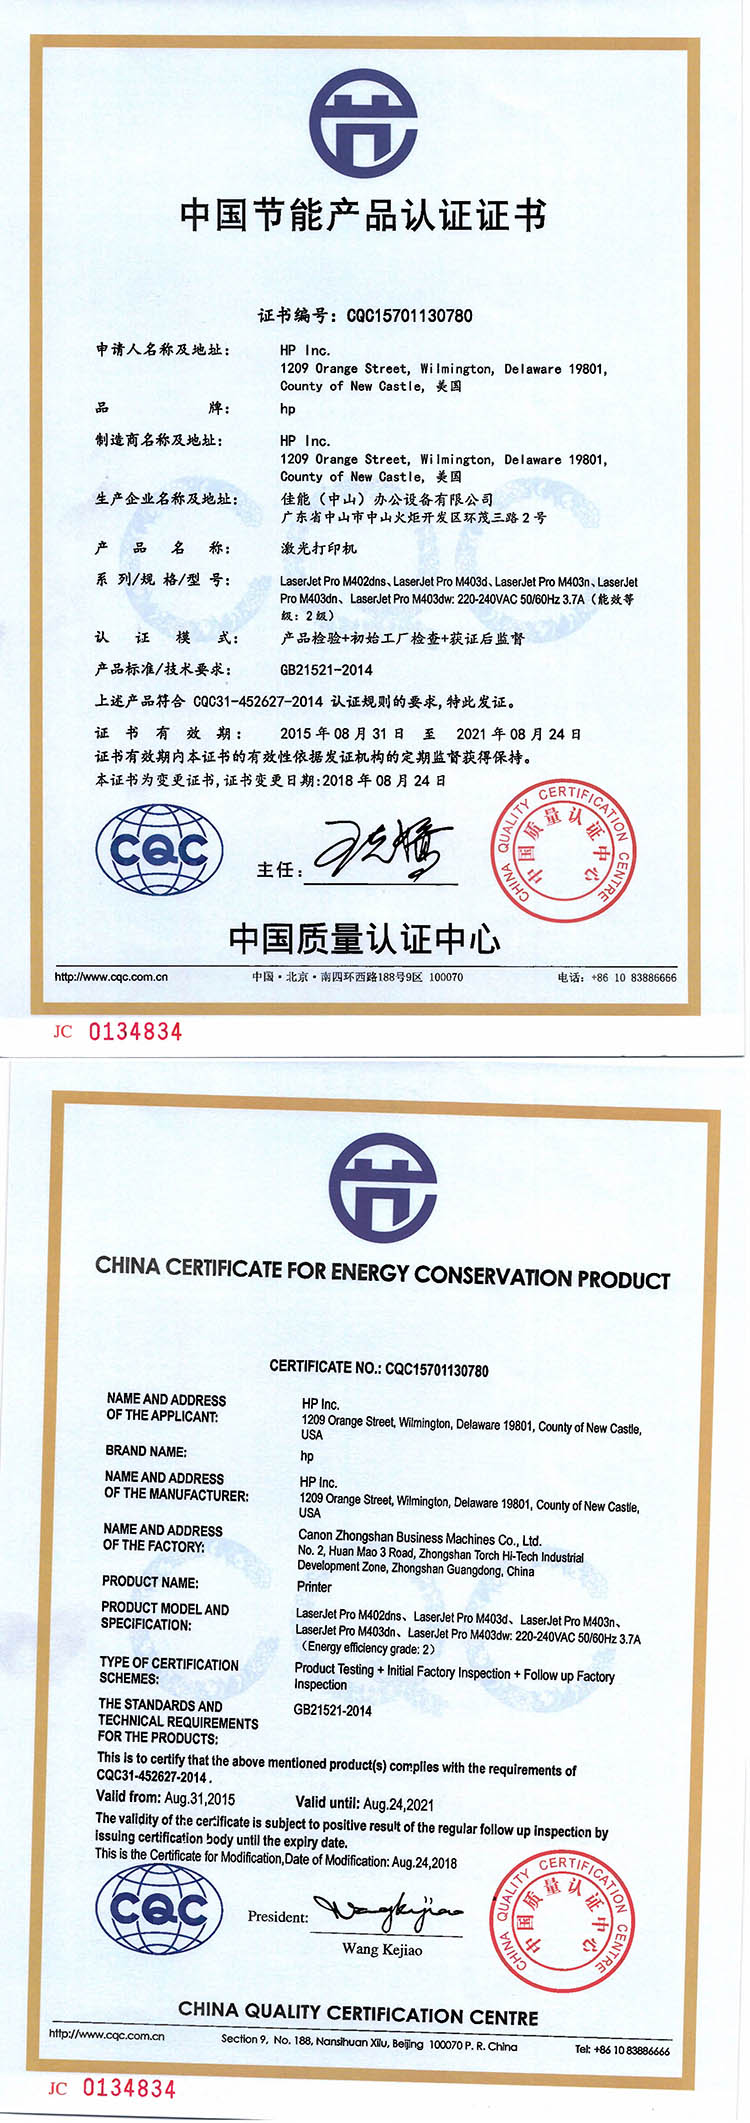 中国节能产品认证证书
证书编号: CQC15701130780
申请人名称及地址: HP Inc.
1209 Orange Street, Wilmington, Delaware 19801,
County of New Castle, 美国
品 牌: hp
制造商名称及地址: HP Inc.
1209 Orange Street, Wilmington, Delaware 19801,
County of New Castle, 美国
生产企业名称及地址: 佳能（中山）办公设备有限公司
广东省中山市中山火炬开发区环茂三路2号
产 品 名 称: 激光打印机
系 列/规 格/型 号: LaserJet Pro M402dns、LaserJet Pro M403d、LaserJet Pro M403n、LaserJet
Pro M403dn、 LaserJet Pro M403dw: 220-240VAC 50/60Hz 3.7A（能效等
级: 2级）
认 证 模 式: 产品检验+初始工厂检查+获证后监督
产品标准/技术要求: GB21521-2014
上述产品符合 CQC31-452627-2014 认证规则的要求,特此发证。
证 书 有 效 期: 2015年08月31日 至 2021年08月24日
证书有效期内本证书的有效性依据发证机构的定期监督获得保持。
本证书为变更证书,证书变更日期:2018年08月24日
CQC
主任:
CHINA QUALITY CERTIFICATION CENTRE
中国质量认证中心
中国质量认证中心
http://www.cqc.com.cn 中国·北京·南四环西路188号9区 100070 电话: +86 10 83886666
JC 0134834
CHINA CERTIFICATE FOR ENERGY CONSERVATION PRODUCT
CERTIFICATE NO.: CQC15701130780
NAME AND ADDRESS
OF THE APPLICANT:
HP Inc.
1209 Orange Street, Wilmington, Delaware 19801, County of New Castle,
USA
BRAND NAME: hp
NAME AND ADDRESS
OF THE MANUFACTURER:
HP Inc.
1209 Orange Street, Wilmington, Delaware 19801, County of New Castle,
USA
NAME AND ADDRESS
OF THE FACTORY:
Canon Zhongshan Business Machines Co., Ltd.
No. 2, Huan Mao 3 Road, Zhongshan Torch Hi-Tech Industrial
Development Zone, Zhongshan Guangdong, China
PRODUCT NAME: Printer
PRODUCT MODEL AND
SPECIFICATION:
LaserJet Pro M402dns、 LaserJet Pro M403d、 LaserJet Pro M403n、
LaserJet Pro M403dn、 LaserJet Pro M403dw: 220-240VAC 50/60Hz 3.7A
（Energy efficiency grade: 2）
TYPE OF CERTIFICATION
SCHEMES:
Product Testing + Initial Factory Inspection + Follow up Factory
Inspection
THE STANDARDS AND
TECHNICAL REQUIREMENTS
FOR THE PRODUCTS:
GB21521-2014
This is to certify that the above mentioned product(s) complies with the requirements of
CQC31-452627-2014 .
Valid from: Aug.31,2015 Valid until: Aug.24,2021
The validity of the certificate is subject to positive result of the regular follow up inspection by
issuing certification body until the expiry date.
This is the Certificate for Modification,Date of Modification: Aug.24,2018
CQC
President: Wangkejiao
Wang Kejiao
CHINA QUALITY CERTIFICATION CENTRE
中国质量认证中心
CHINA QUALITY CERTIFICATION CENTRE
http://www.cqc.com.cn Section 9, No. 188, Nansihuan Xilu, Beijing 100070 P. R. China Tel: +86 10 83886666
JC 0134834